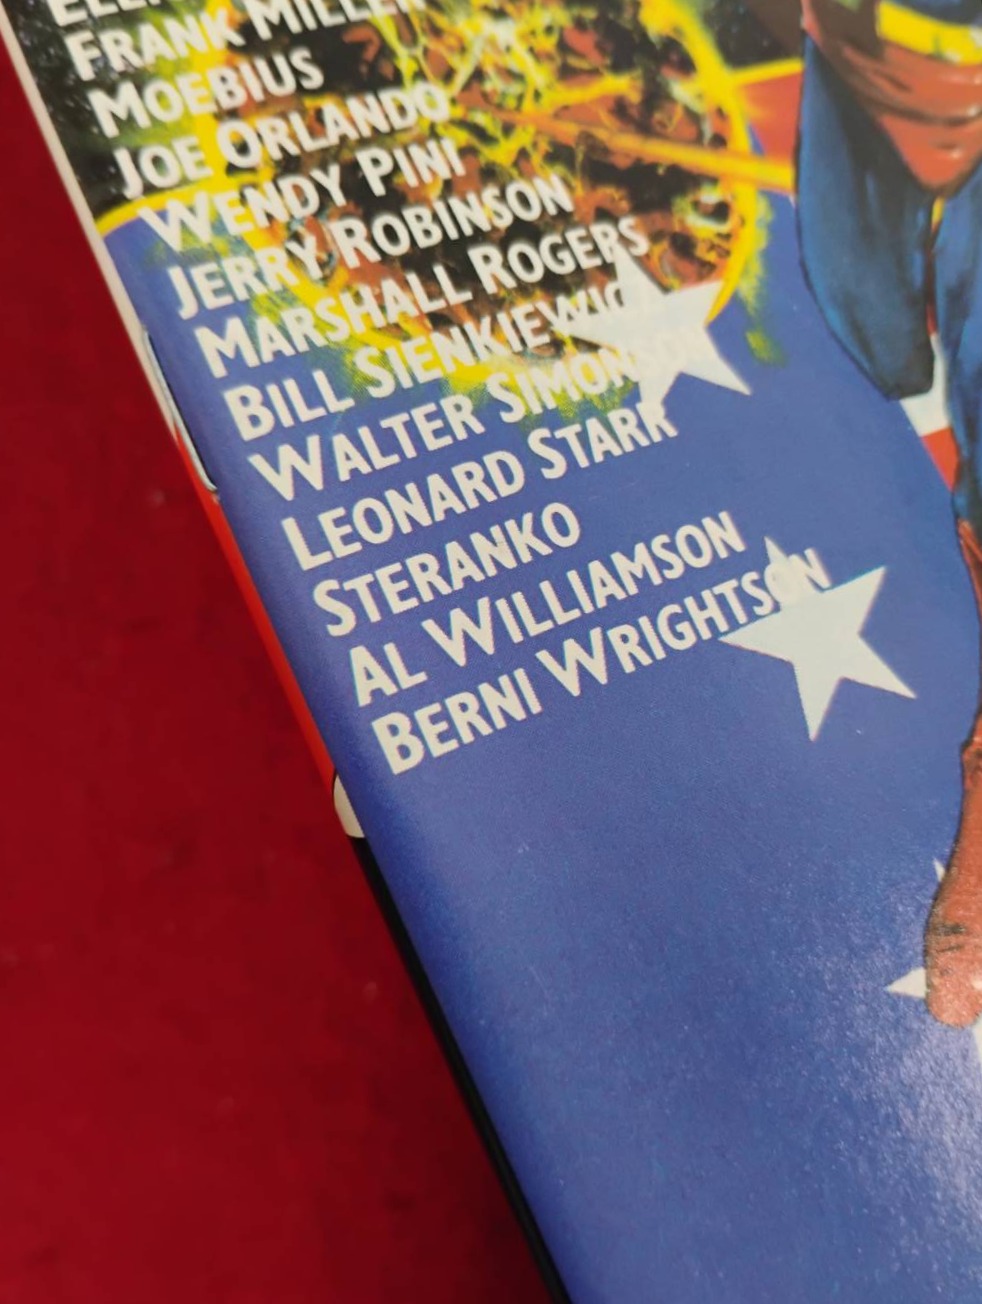 FRANK MILLER
MOEBIUS
JOE ORLANDO
WENDY PINI
JERRY ROBINSON
MARSHALL ROGERS
BILL
WALTER
LEONARD STARR
STERANKO
AL WILLIAMSON
BERNI WRIGHTSON